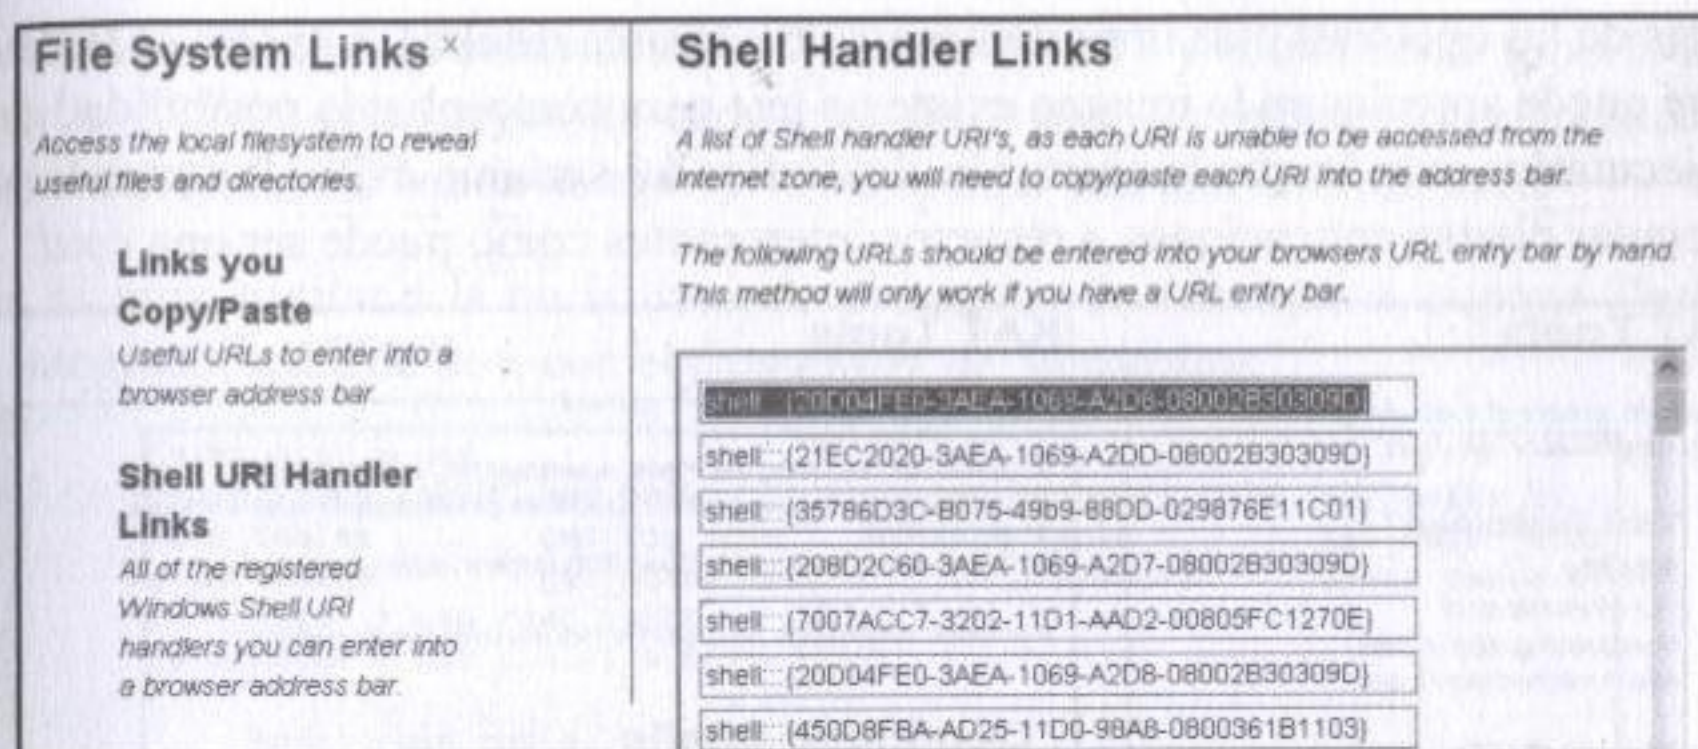 File System Links
Access the local filesystem to reveal
useful files and directories.
Links you
Copy/Paste
Useful URLs to enter into a
browser address bar.
Shell URI Handler
Links
All of the registered
Windows Shell URI
handlers you can enter into
a browser address bar.
Shell Handler Links
A list of Shell handler URI's, as each URI is unable to be accessed from the
internet zone, you will need to copy/paste each URI into the address bar.
The following URLs should be entered into your browsers URL entry bar by hand.
This method will only work if you have a URL entry bar.
shell:::{20D04FE0-3AEA-1069-A2D8-08002B30309D}
shell:::{21EC2020-3AEA-1069-A2DD-08002B30309D}
shell:::{35786D3C-B075-49b9-88DD-029876E11C01}
shell:::{208D2C60-3AEA-1069-A2D7-08002B30309D}
shell:::{7007ACC7-3202-11D1-AAD2-00805FC1270E}
shell:::{20D04FE0-3AEA-1069-A2D8-08002B30309D}
shell:::{450D8FBA-AD25-11D0-98A8-0800361B1103}